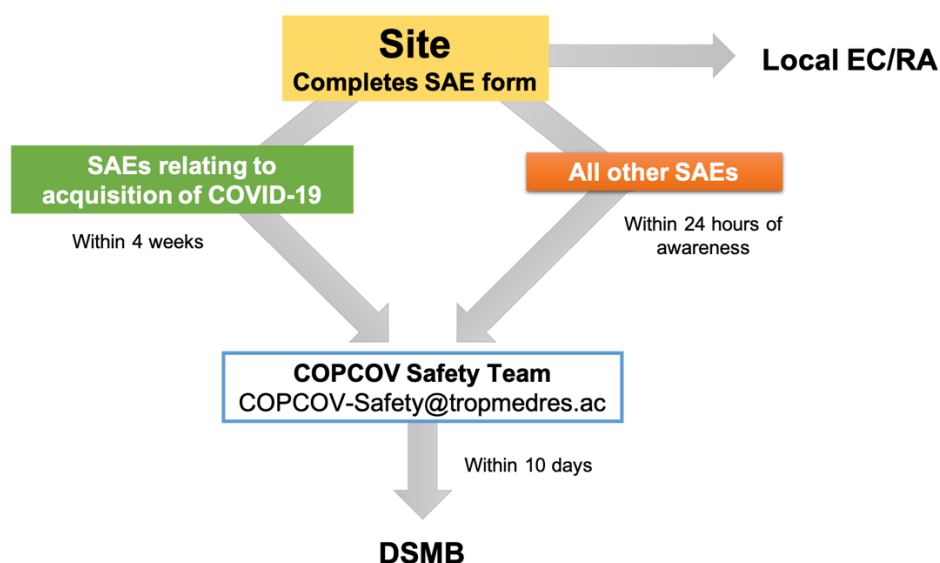 Site
Completes SAE form
Local EC/RA
SAEs relating to
acquisition of COVID-19
All other SAEs
Within 4 weeks
Within 24 hours of
awareness
COPCOV Safety Team
COPCOV-Safety@tropmedres.ac
Within 10 days
DSMB